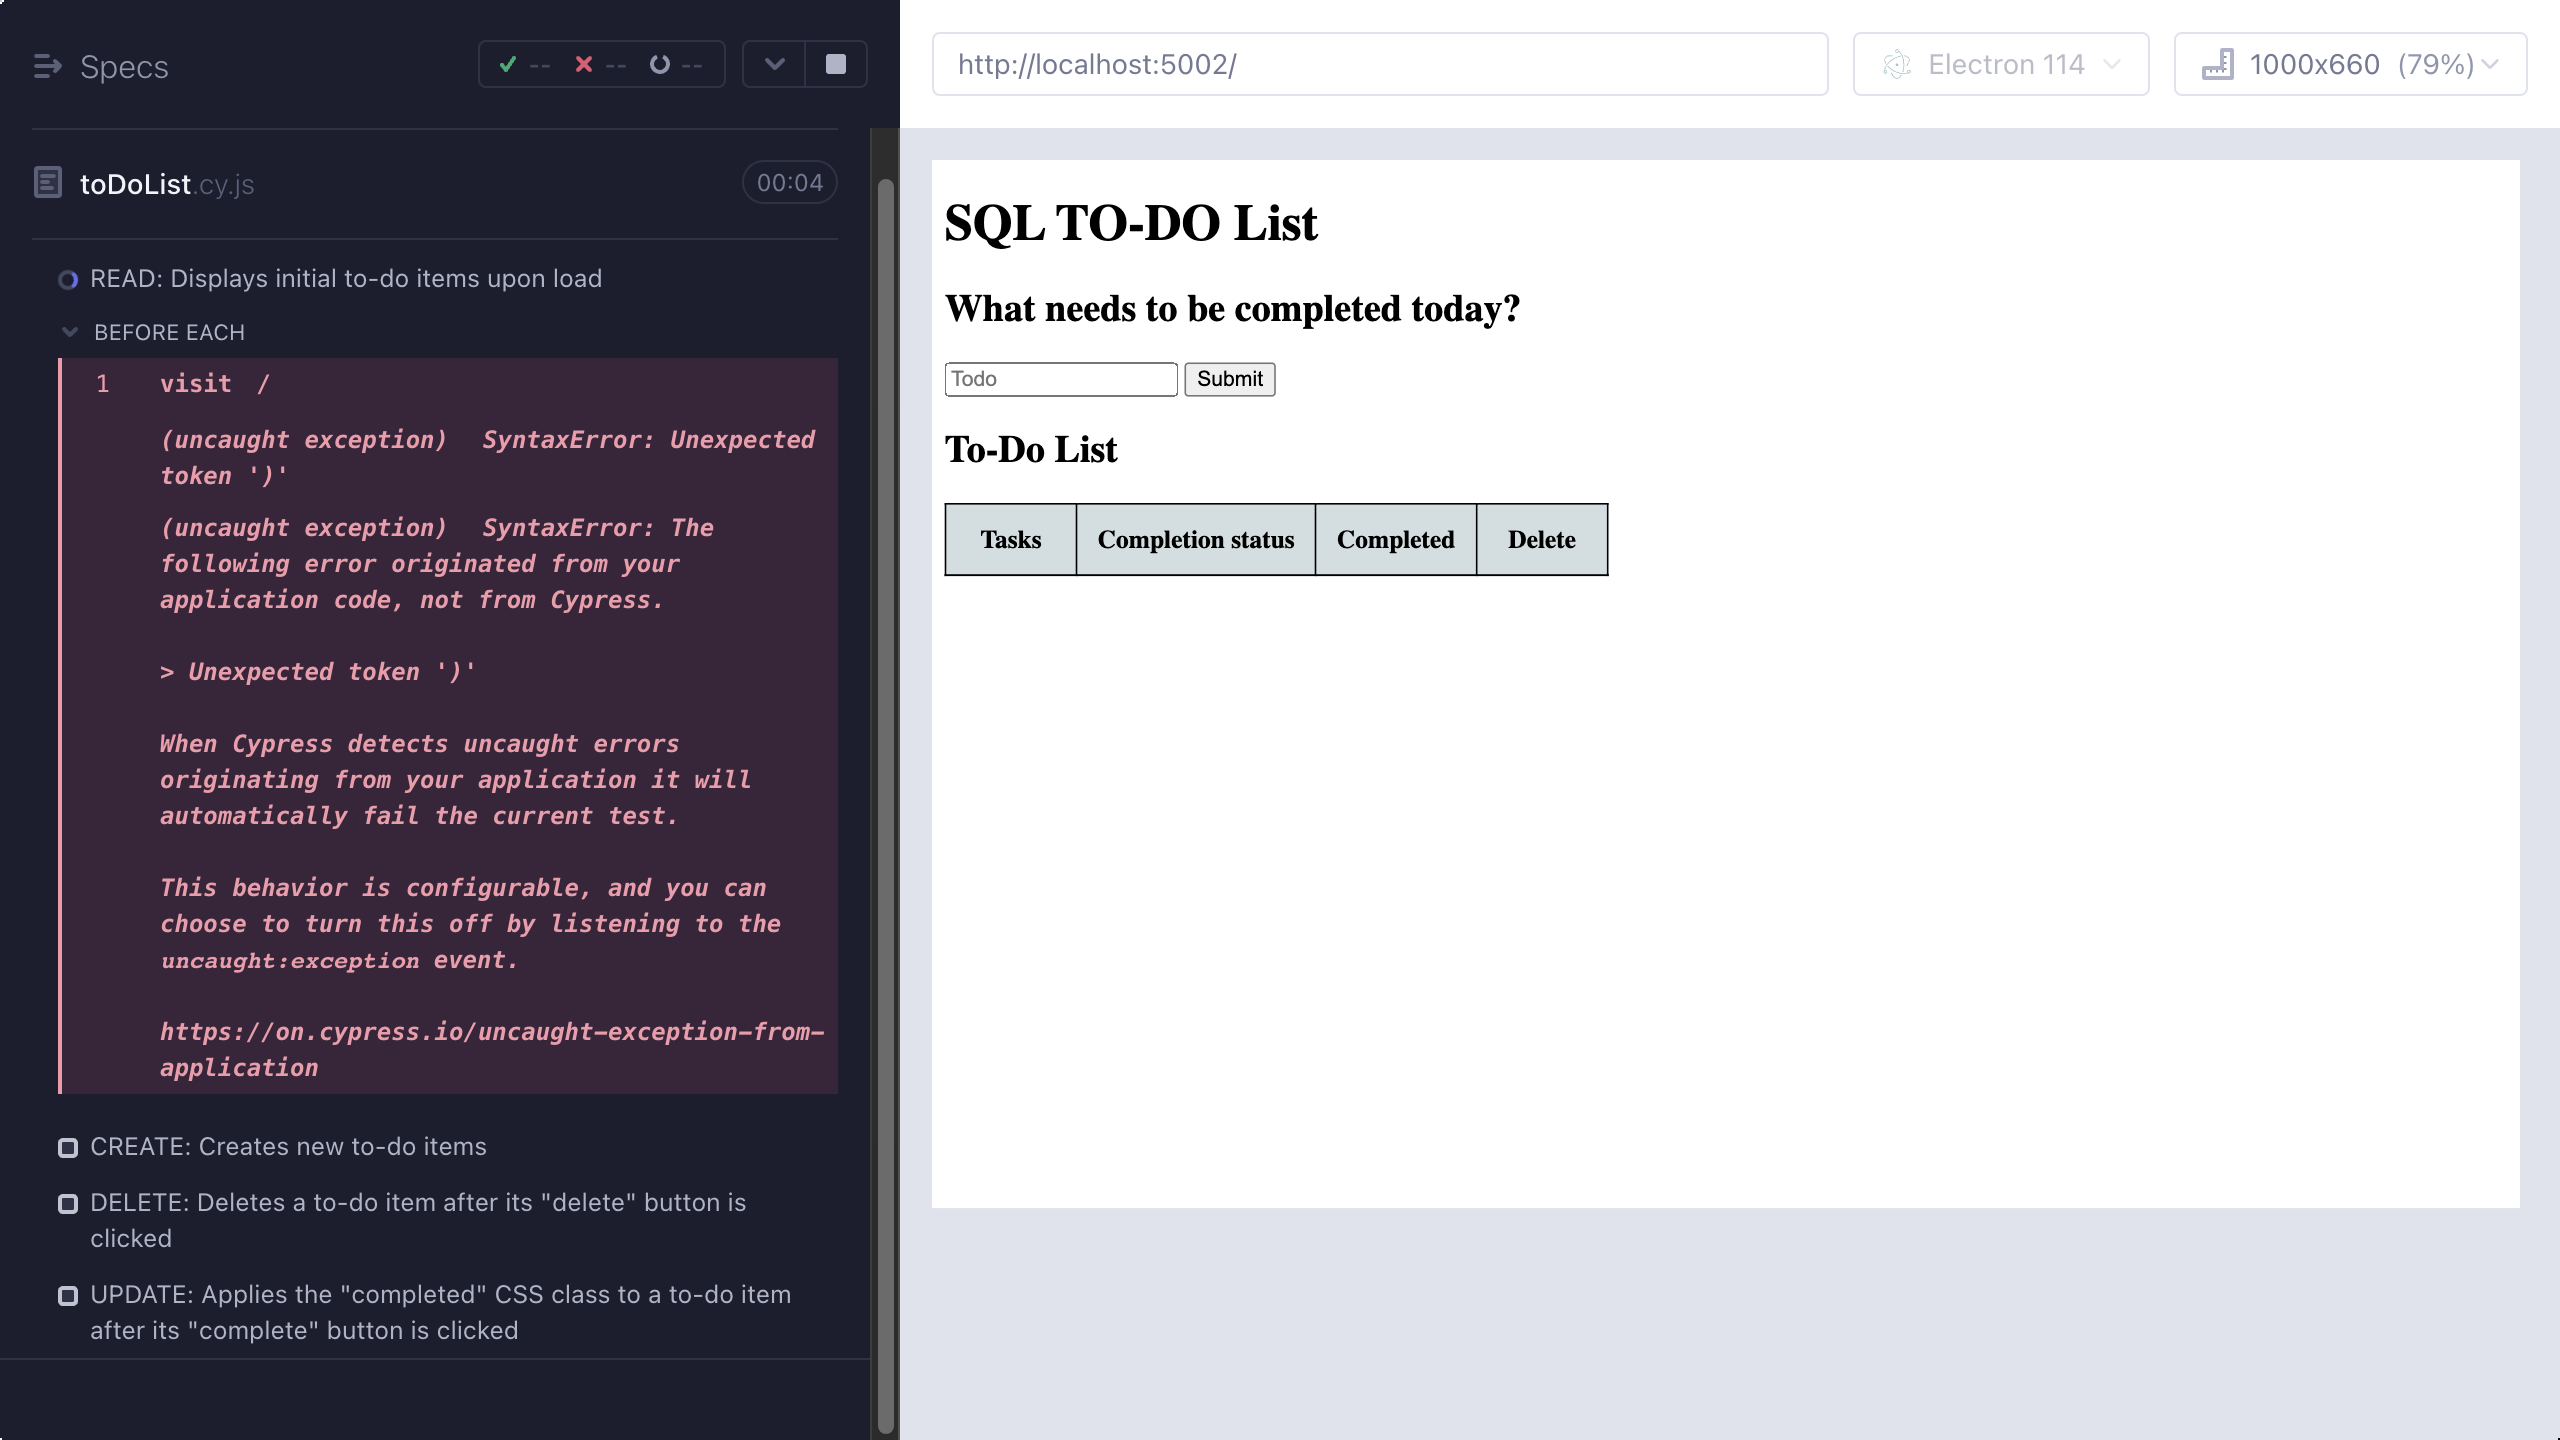 Specs
-- -- --
toDoList.cy.js
00:04
READ: Displays initial to-do items upon load
BEFORE EACH
1 visit /
(uncaught exception) SyntaxError: Unexpected
token ')'
(uncaught exception) SyntaxError: The
following error originated from your
application code, not from Cypress.
> Unexpected token ')'
When Cypress detects uncaught errors
originating from your application it will
automatically fail the current test.
This behavior is configurable, and you can
choose to turn this off by listening to the
uncaught:exception event.
https://on.cypress.io/uncaught-exception-from-
application
CREATE: Creates new to-do items
DELETE: Deletes a to-do item after its "delete" button is
clicked
UPDATE: Applies the "completed" CSS class to a to-do item
after its "complete" button is clicked
http://localhost:5002/
Electron 114
1000x660 (79%)
SQL TO-DO List
What needs to be completed today?
Todo Submit
To-Do List
Tasks Completion status Completed Delete